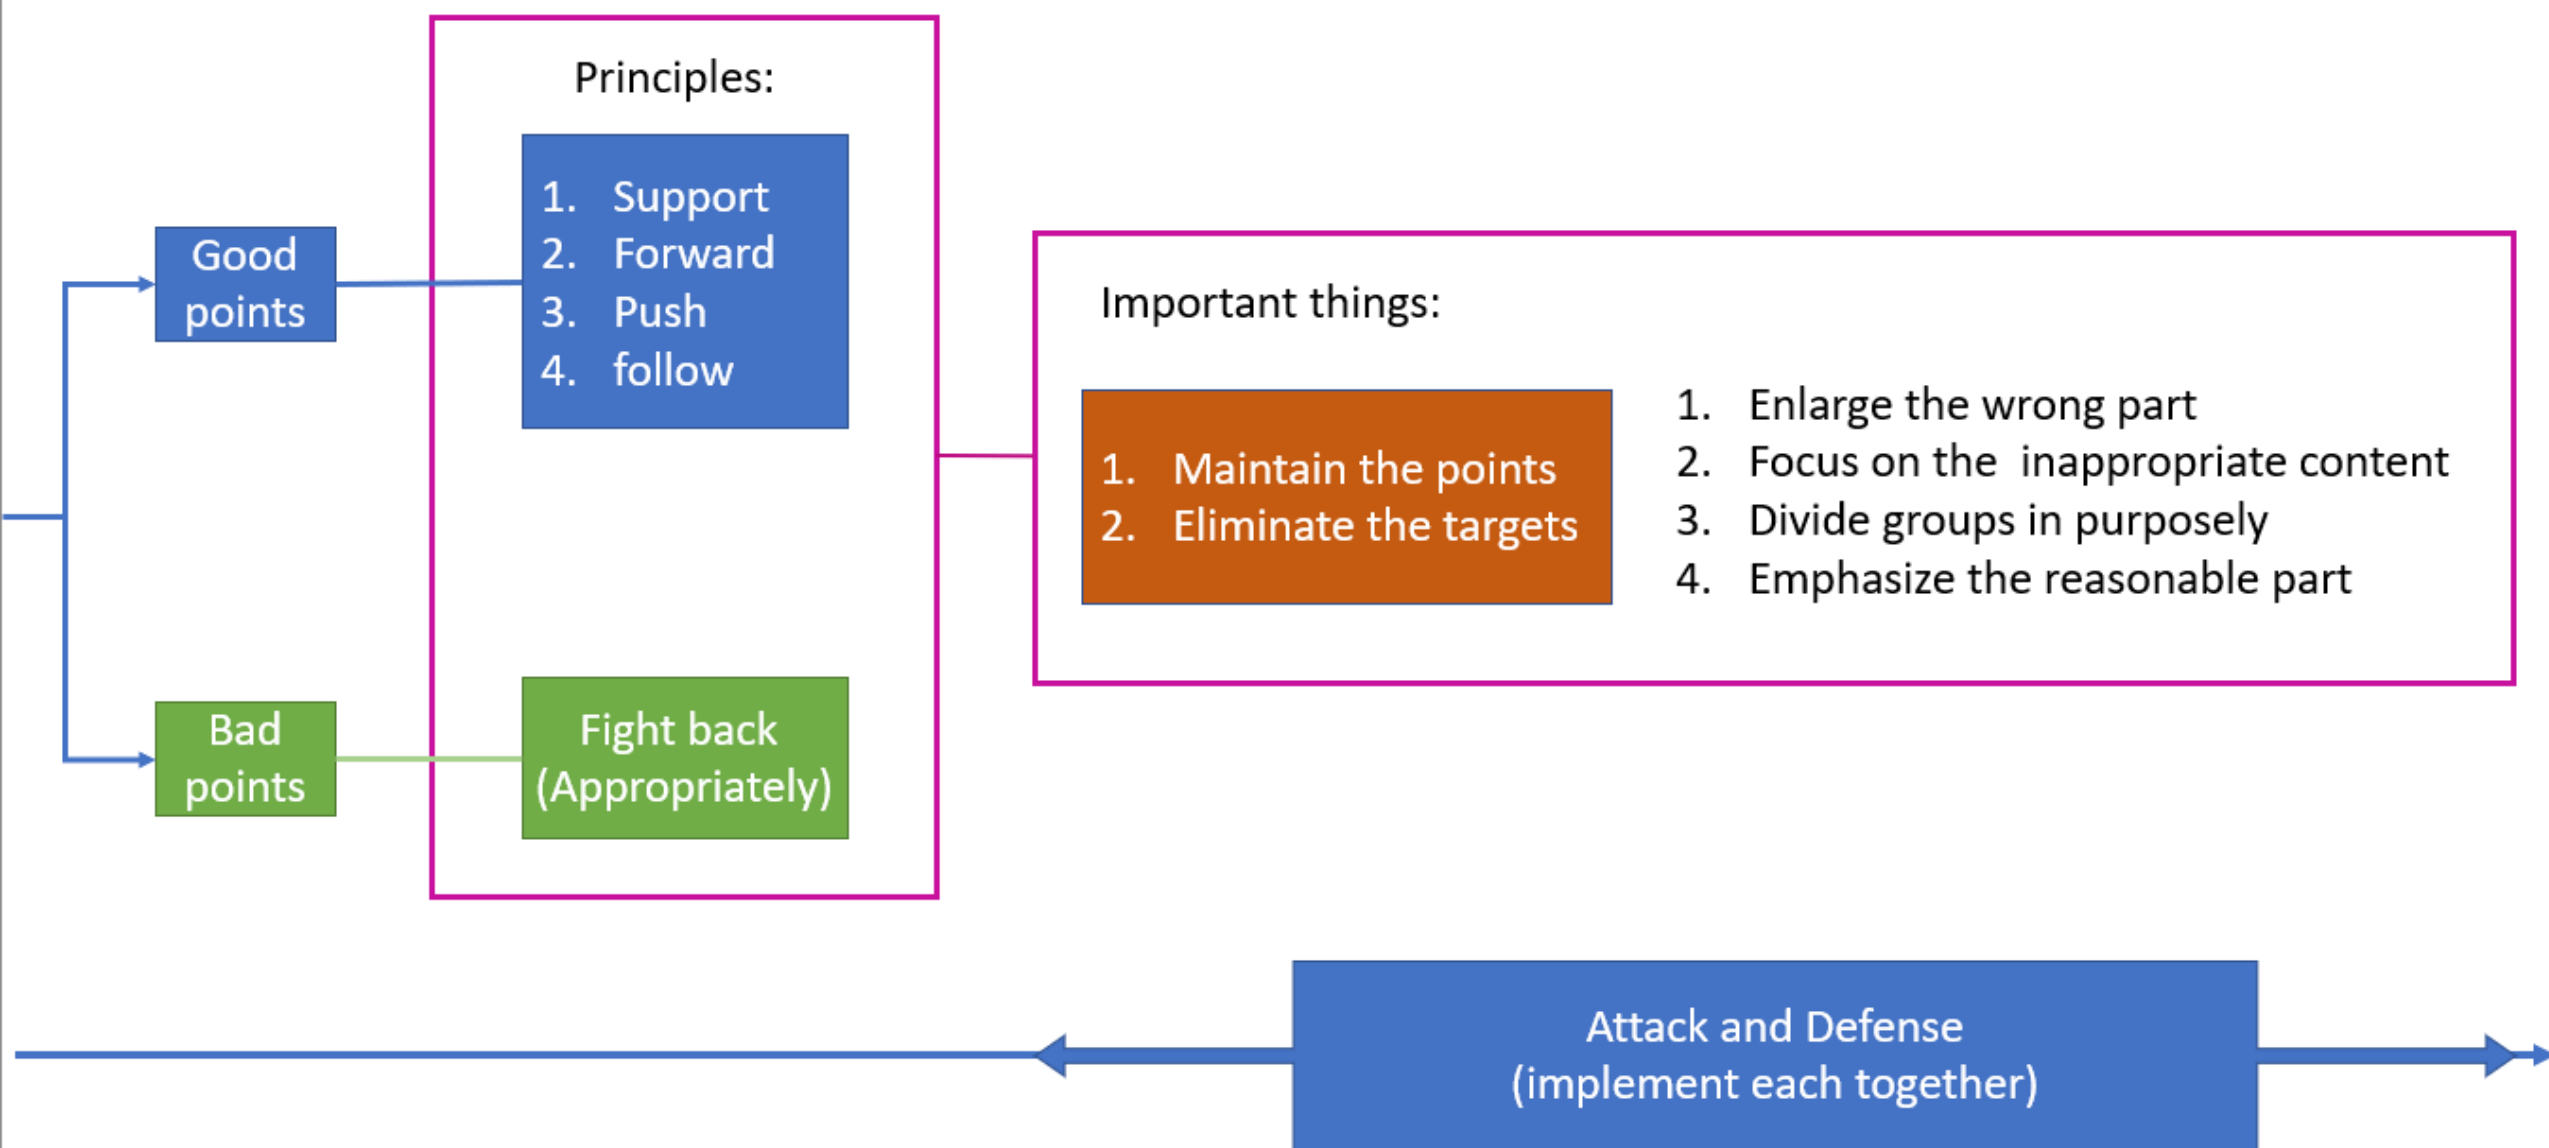 Principles:
1. Support
2. Forward
3. Push
4. follow
Good
points
Important things:
1. Maintain the points
2. Eliminate the targets
1. Enlarge the wrong part
2. Focus on the  inappropriate content
3. Divide groups in purposely
4. Emphasize the reasonable part
Bad
points
Fight back
(Appropriately)
Attack and Defense
(implement each together)